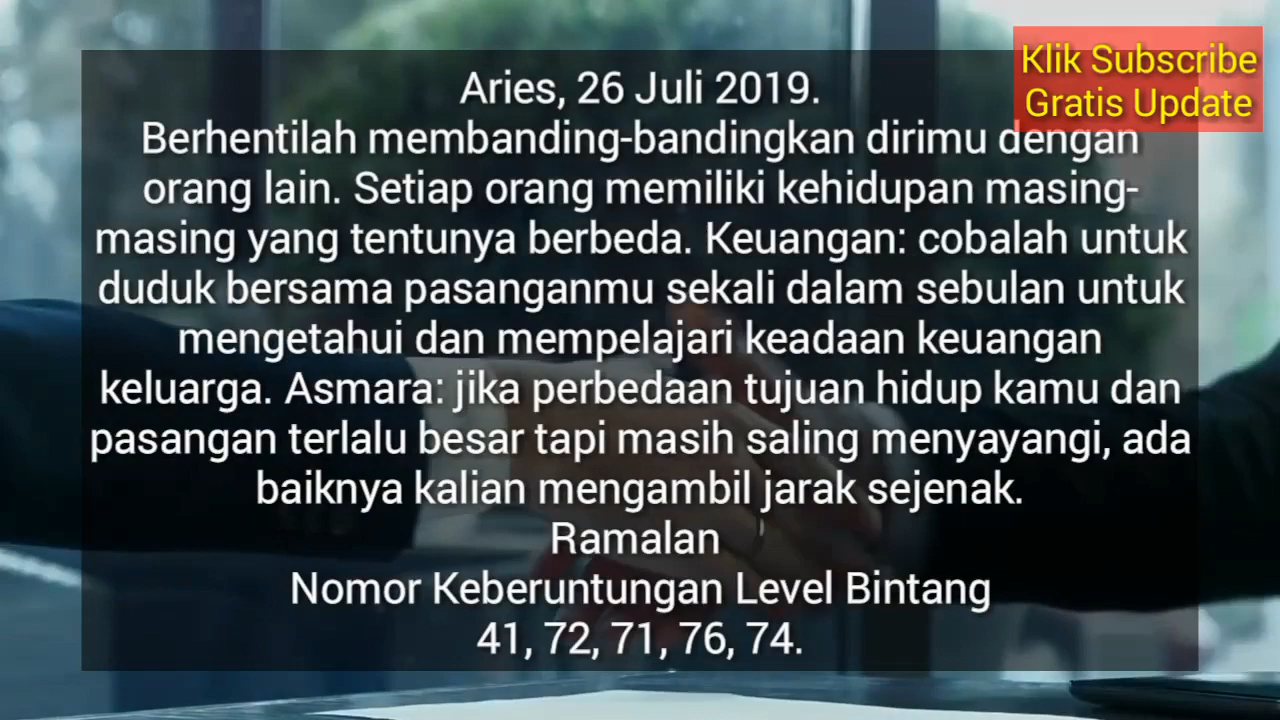 Klik Subscribe
Gratis Update
Aries, 26 Juli 2019.
Berhentilah membanding-bandingkan dirimu dengan
orang lain. Setiap orang memiliki kehidupan masing-
masing yang tentunya berbeda. Keuangan: cobalah untuk
duduk bersama pasanganmu sekali dalam sebulan untuk
mengetahui dan mempelajari keadaan keuangan
keluarga. Asmara: jika perbedaan tujuan hidup kamu dan
pasangan terlalu besar tapi masih saling menyayangi, ada
baiknya kalian mengambil jarak sejenak.
Ramalan
Nomor Keberuntungan Level Bintang
41, 72, 71, 76, 74.